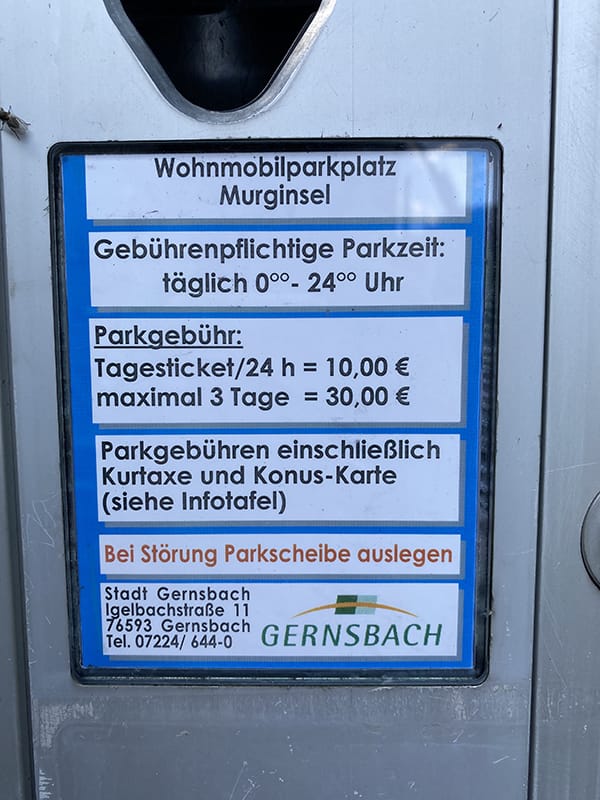 Wohnmobilparkplatz
Murginsel
Gebührenpflichtige Parkzeit:
täglich 0°° - 24°° Uhr
Parkgebühr:
Tagesticket/24 h = 10,00 €
maximal 3 Tage = 30,00 €
Parkgebühren einschließlich
Kurtaxe und Konus-Karte
(siehe Infotafel)
Bei Störung Parkscheibe auslegen
Stadt Gernsbach
Igelbachstraße 11
76593 Gernsbach
Tel. 07224/ 644-0
GERNSBACH